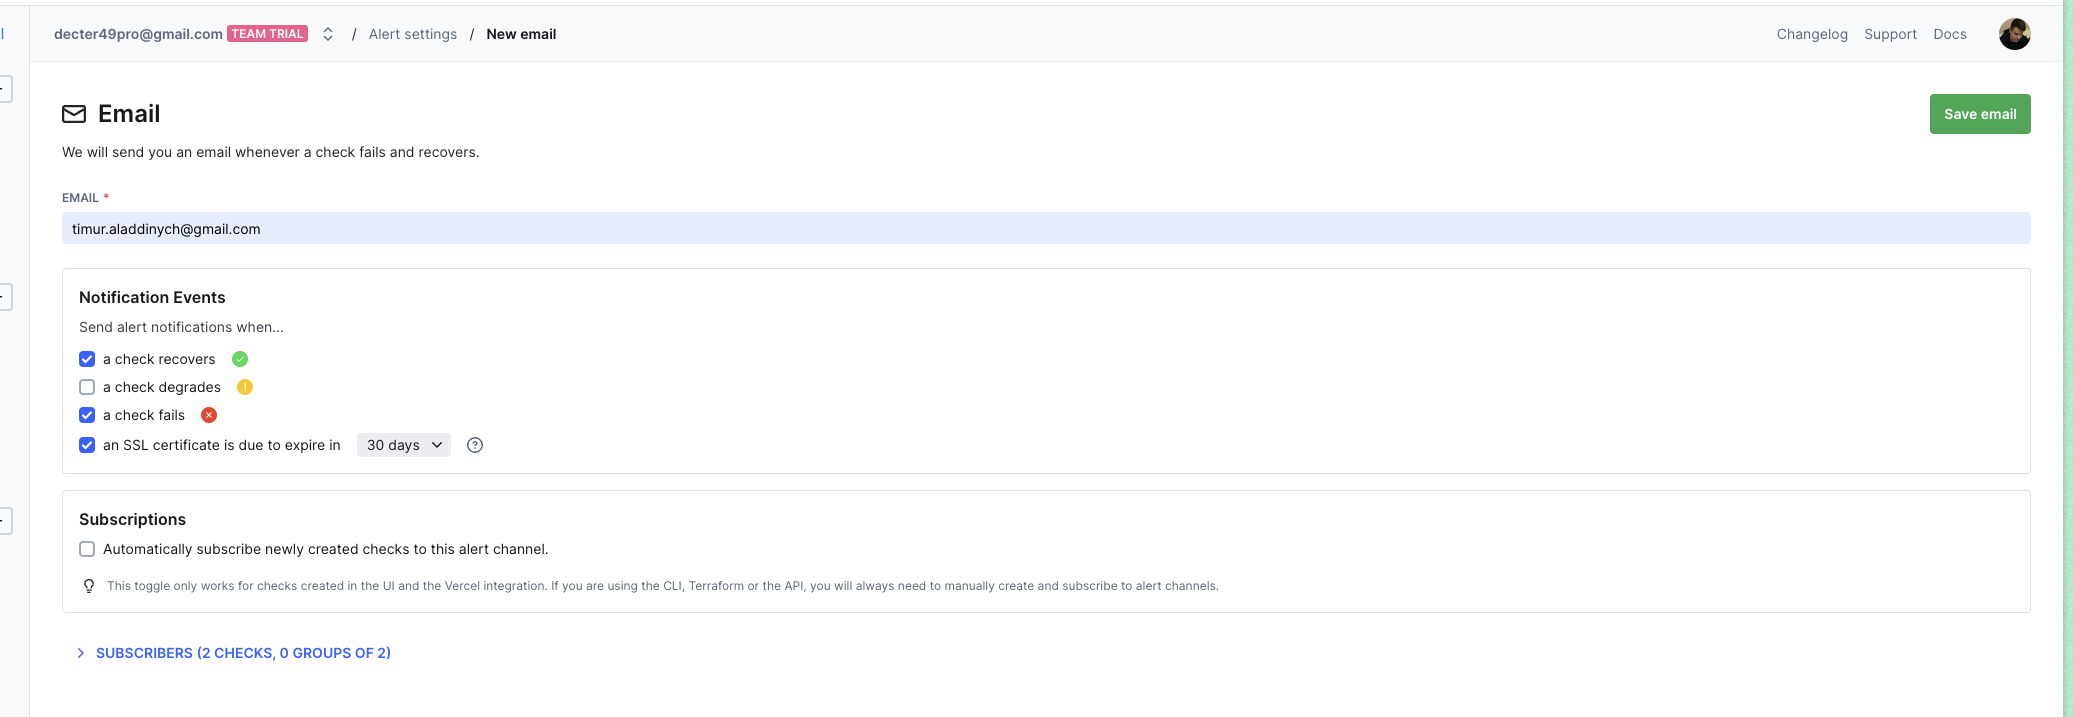 decter49pro@gmail.com TEAM TRIAL / Alert settings / New email
Changelog Support Docs
Email
Save email
We will send you an email whenever a check fails and recovers.
EMAIL *
timur.aladdinych@gmail.com
Notification Events
Send alert notifications when...
a check recovers
a check degrades
a check fails
an SSL certificate is due to expire in 30 days
Subscriptions
Automatically subscribe newly created checks to this alert channel.
This toggle only works for checks created in the UI and the Vercel integration. If you are using the CLI, Terraform or the API, you will always need to manually create and subscribe to alert channels.
SUBSCRIBERS (2 CHECKS, 0 GROUPS OF 2)